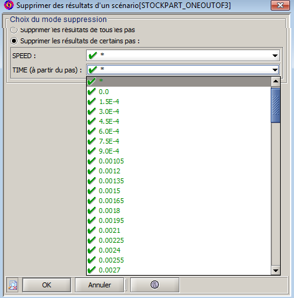 Supprimer des résultats d'un scénario[STOCKPART_ONEOUTOF3]
Choix du mode suppression
Supprimer les résultats de tous les pas
Supprimer les résultats de certains pas :
SPEED : *
TIME (à partir du pas) : *
*
0.0
1.5E-4
3.0E-4
4.5E-4
6.0E-4
7.5E-4
9.0E-4
0.00105
0.0012
0.00135
0.0015
0.00165
0.0018
0.00195
0.0021
0.00225
0.0024
0.00255
0.0027
OK Annuler